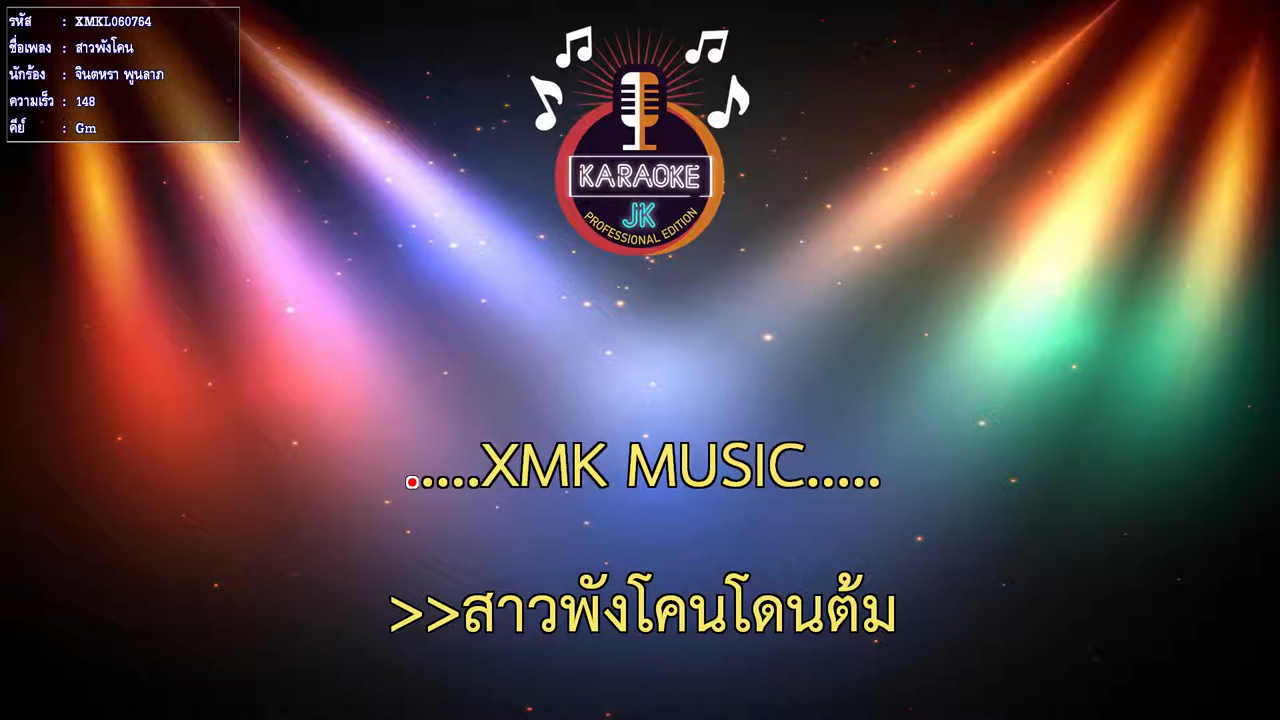 รหัส : XMKL060764
ชื่อเพลง : สาวพังโคน
นักร้อง : จินตหรา พูนลาภ
ความเร็ว : 148
คีย์ : Gm
KARAOKE
JK
PROFESSIONAL EDITION
.....XMK MUSIC.....
>>สาวพังโคนโดนต้ม